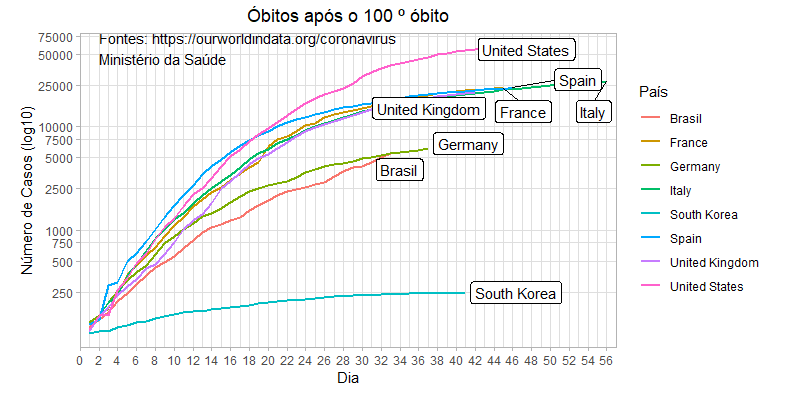 Óbitos após o 100 º óbito
Fontes: https://ourworldindata.org/coronavirus
Ministério da Saúde
Número de Casos (log10)
75000
50000
25000
10000
7500
5000
2500
1000
750
500
250
United States
Spain
United Kingdom
France
Italy
Germany
Brasil
South Korea
0 2 4 6 8 10 12 14 16 18 20 22 24 26 28 30 32 34 36 38 40 42 44 46 48 50 52 54 56
Dia
País
Brasil
France
Germany
Italy
South Korea
Spain
United Kingdom
United States